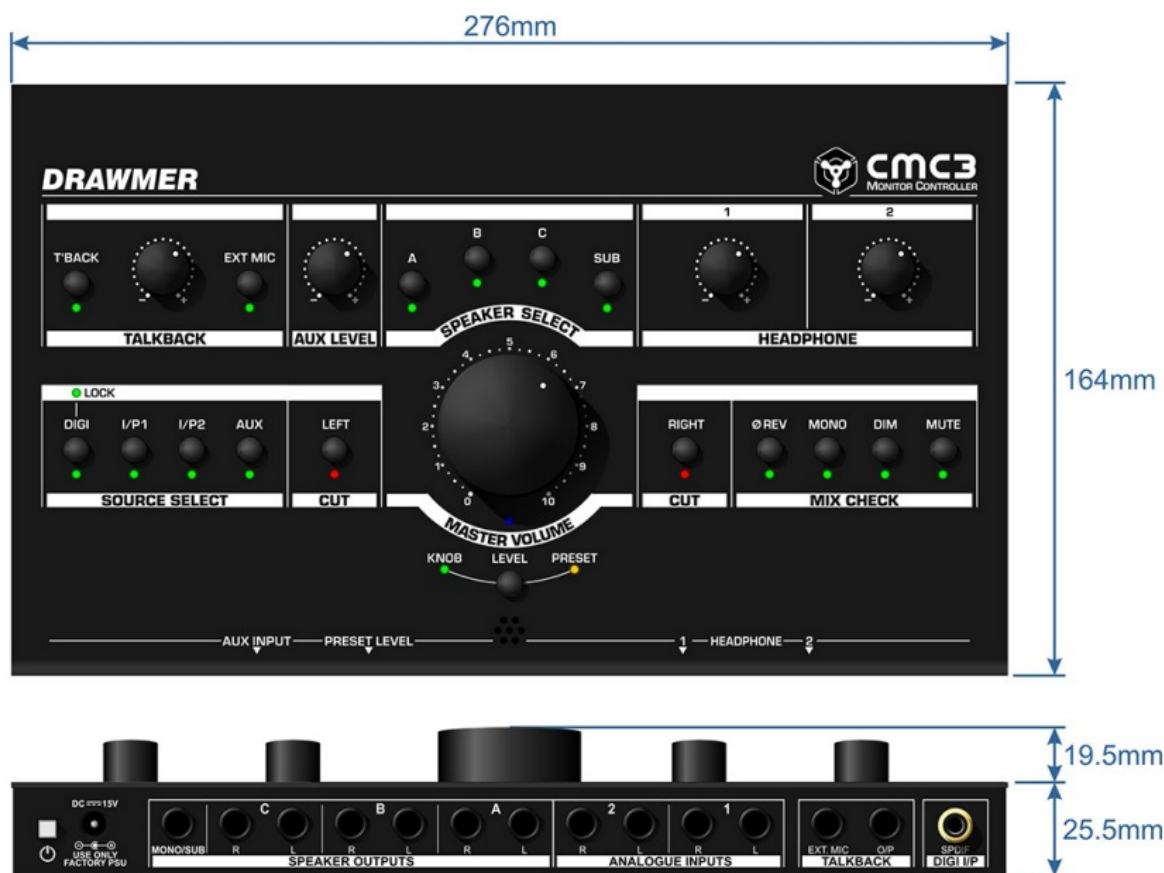 276mm
DRAWMER
CMC3
MONITOR CONTROLLER
1 2
B C
T'BACK EXT MIC A SUB
- + - + - + - +
TALKBACK AUX LEVEL SPEAKER SELECT HEADPHONE
164mm
0 1 2 3 4 5 6 7 8 9 10
LOCK
DIGI I/P1 I/P2 AUX LEFT RIGHT Ø REV MONO DIM MUTE
SOURCE SELECT CUT CUT MIX CHECK
MASTER VOLUME
KNOB LEVEL PRESET
AUX INPUT PRESET LEVEL 1 HEADPHONE 2
19.5mm
25.5mm
DC 15V
C B A 2 1
MONO/SUB R L R L R L R L R L EXT. MIC O/P SPDIF
USE ONLY
FACTORY PSU
SPEAKER OUTPUTS ANALOGUE INPUTS TALKBACK DIGI I/P